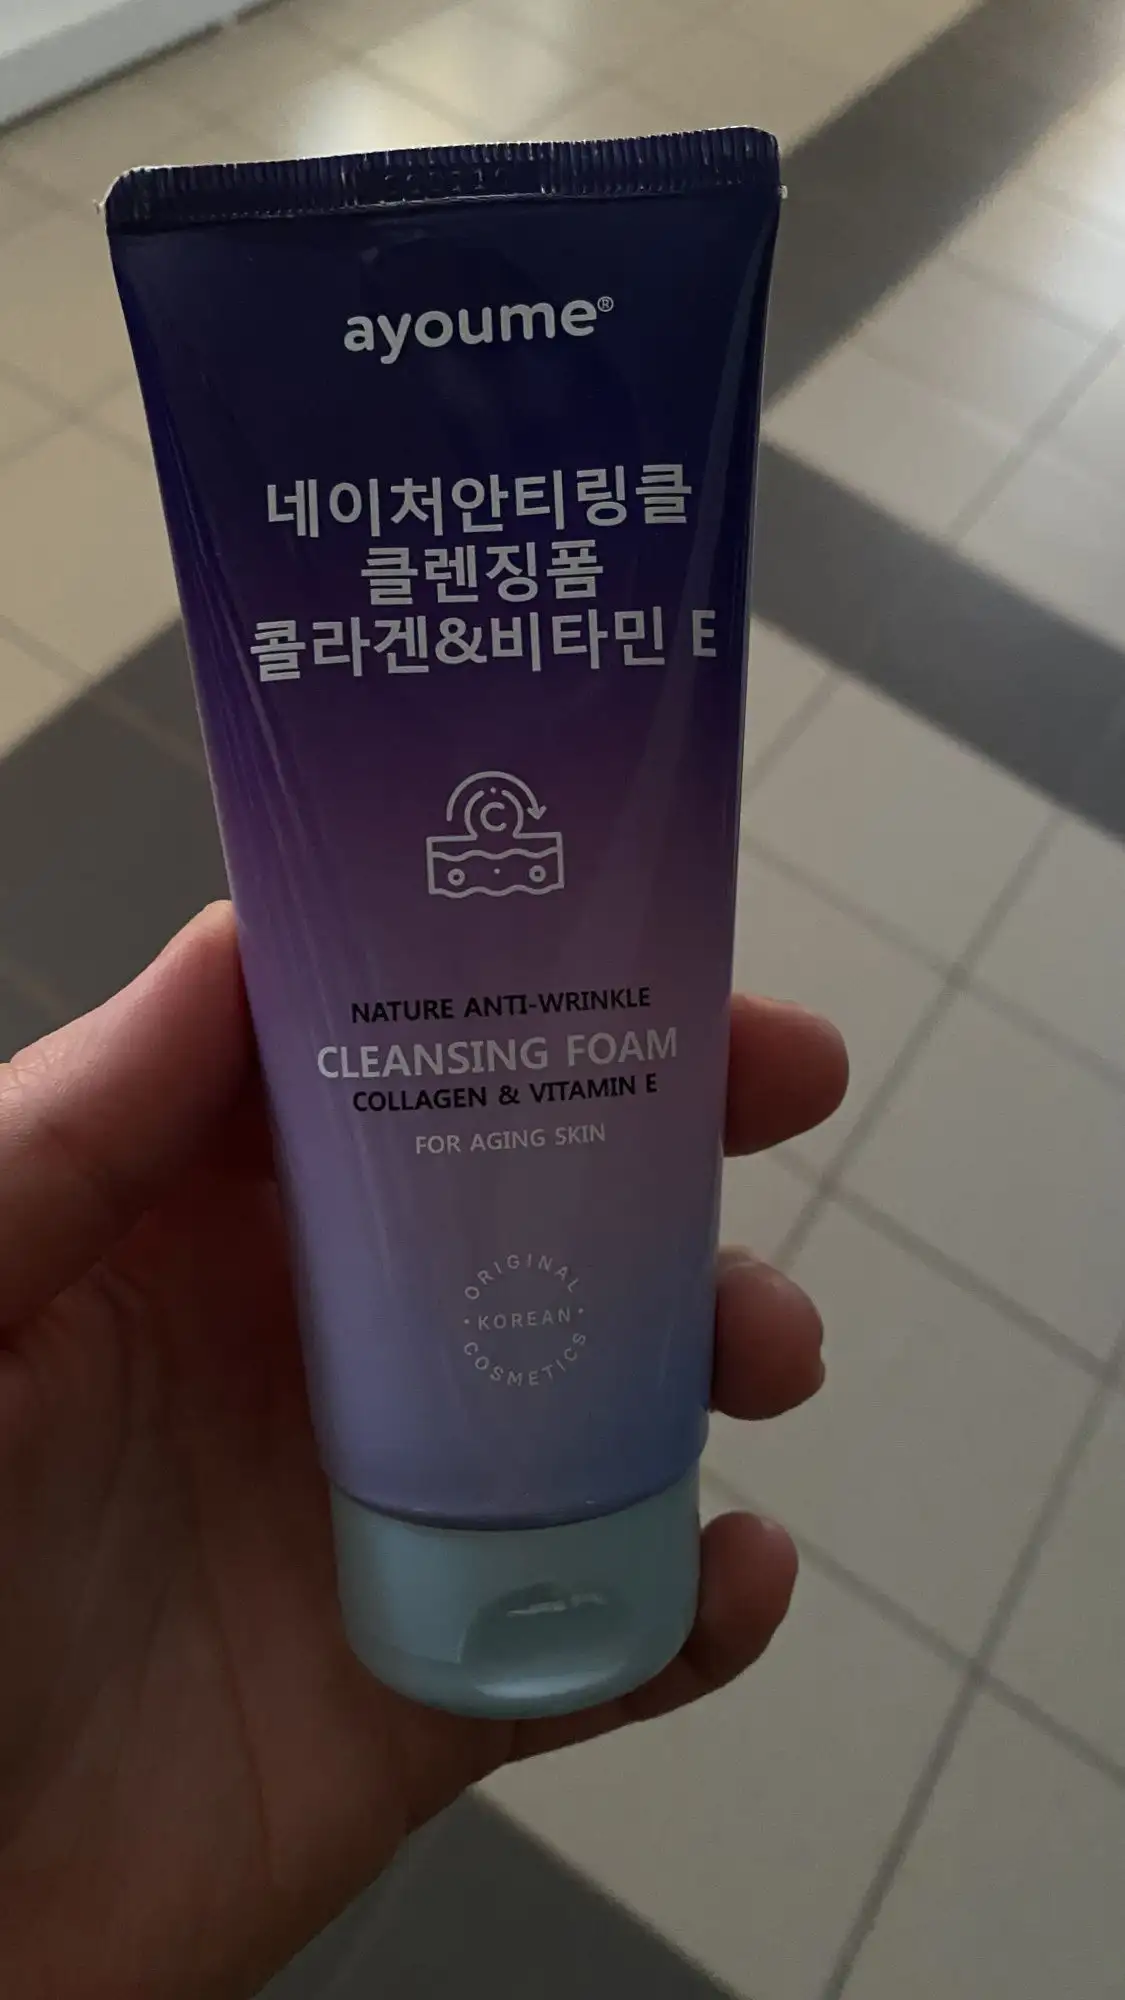 ayoume®
네이처안티링클
클렌징폼
콜라겐&비타민 E
C
NATURE ANTI-WRINKLE
CLEANSING FOAM
COLLAGEN & VITAMIN E
FOR AGING SKIN
ORIGINAL
· KOREAN ·
COSMETICS